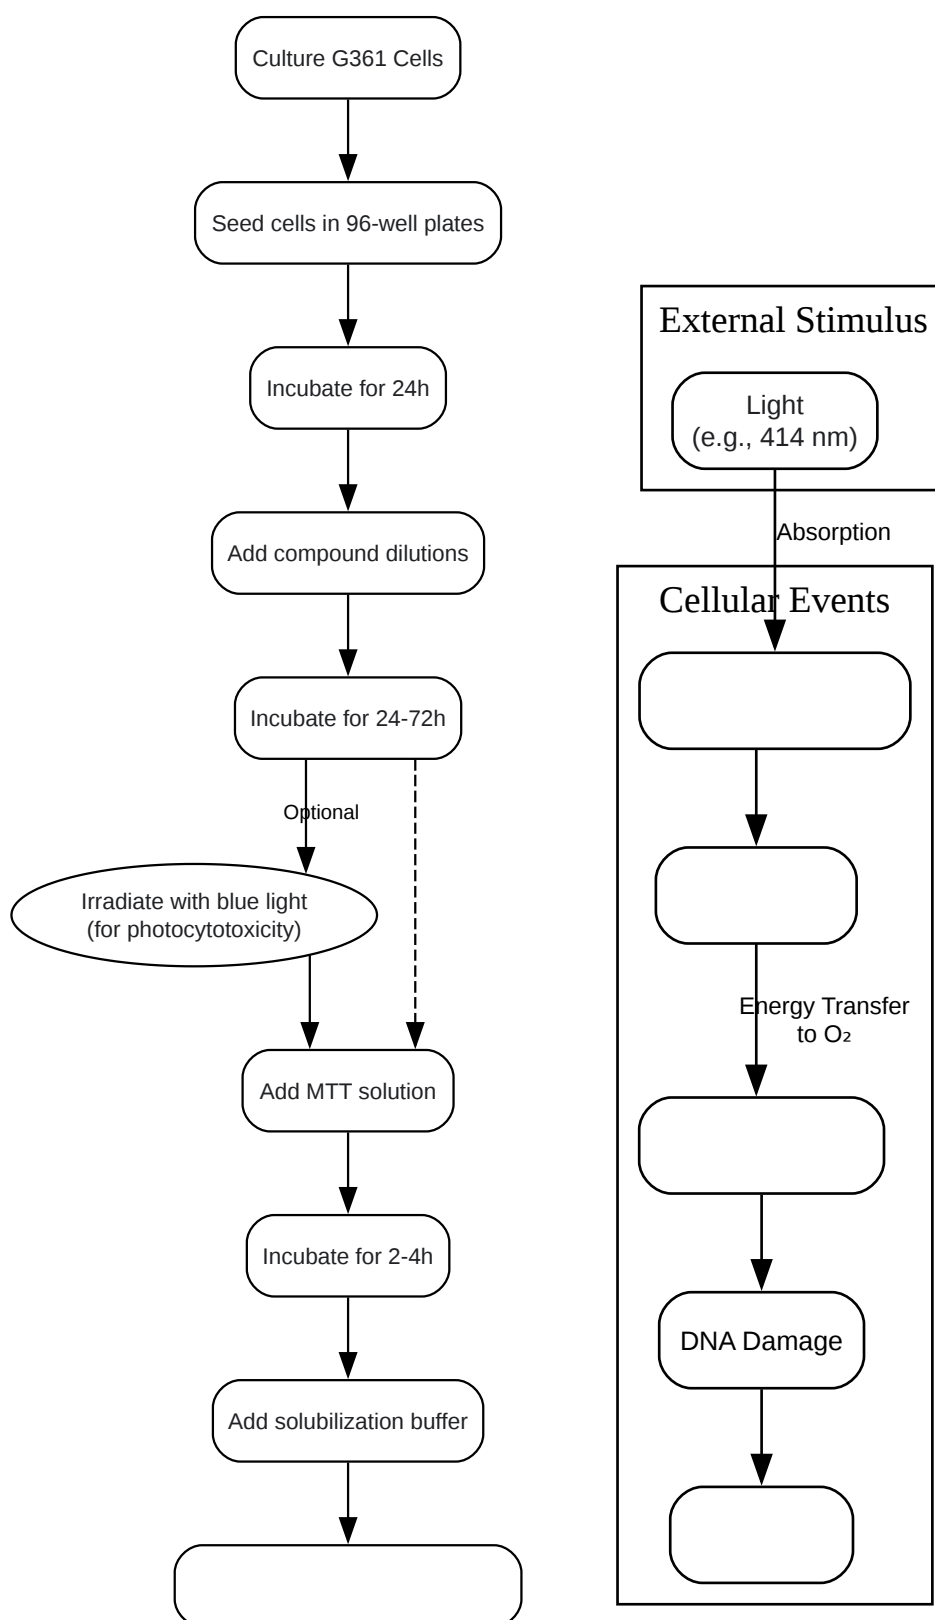 Culture G361 Cells
Seed cells in 96-well plates
Incubate for 24h
Add compound dilutions
Incubate for 24-72h
Optional
Irradiate with blue light
(for photocytotoxicity)
Add MTT solution
Incubate for 2-4h
Add solubilization buffer
External Stimulus
Light
(e.g., 414 nm)
Absorption
Cellular Events
Energy Transfer
to O₂
DNA Damage